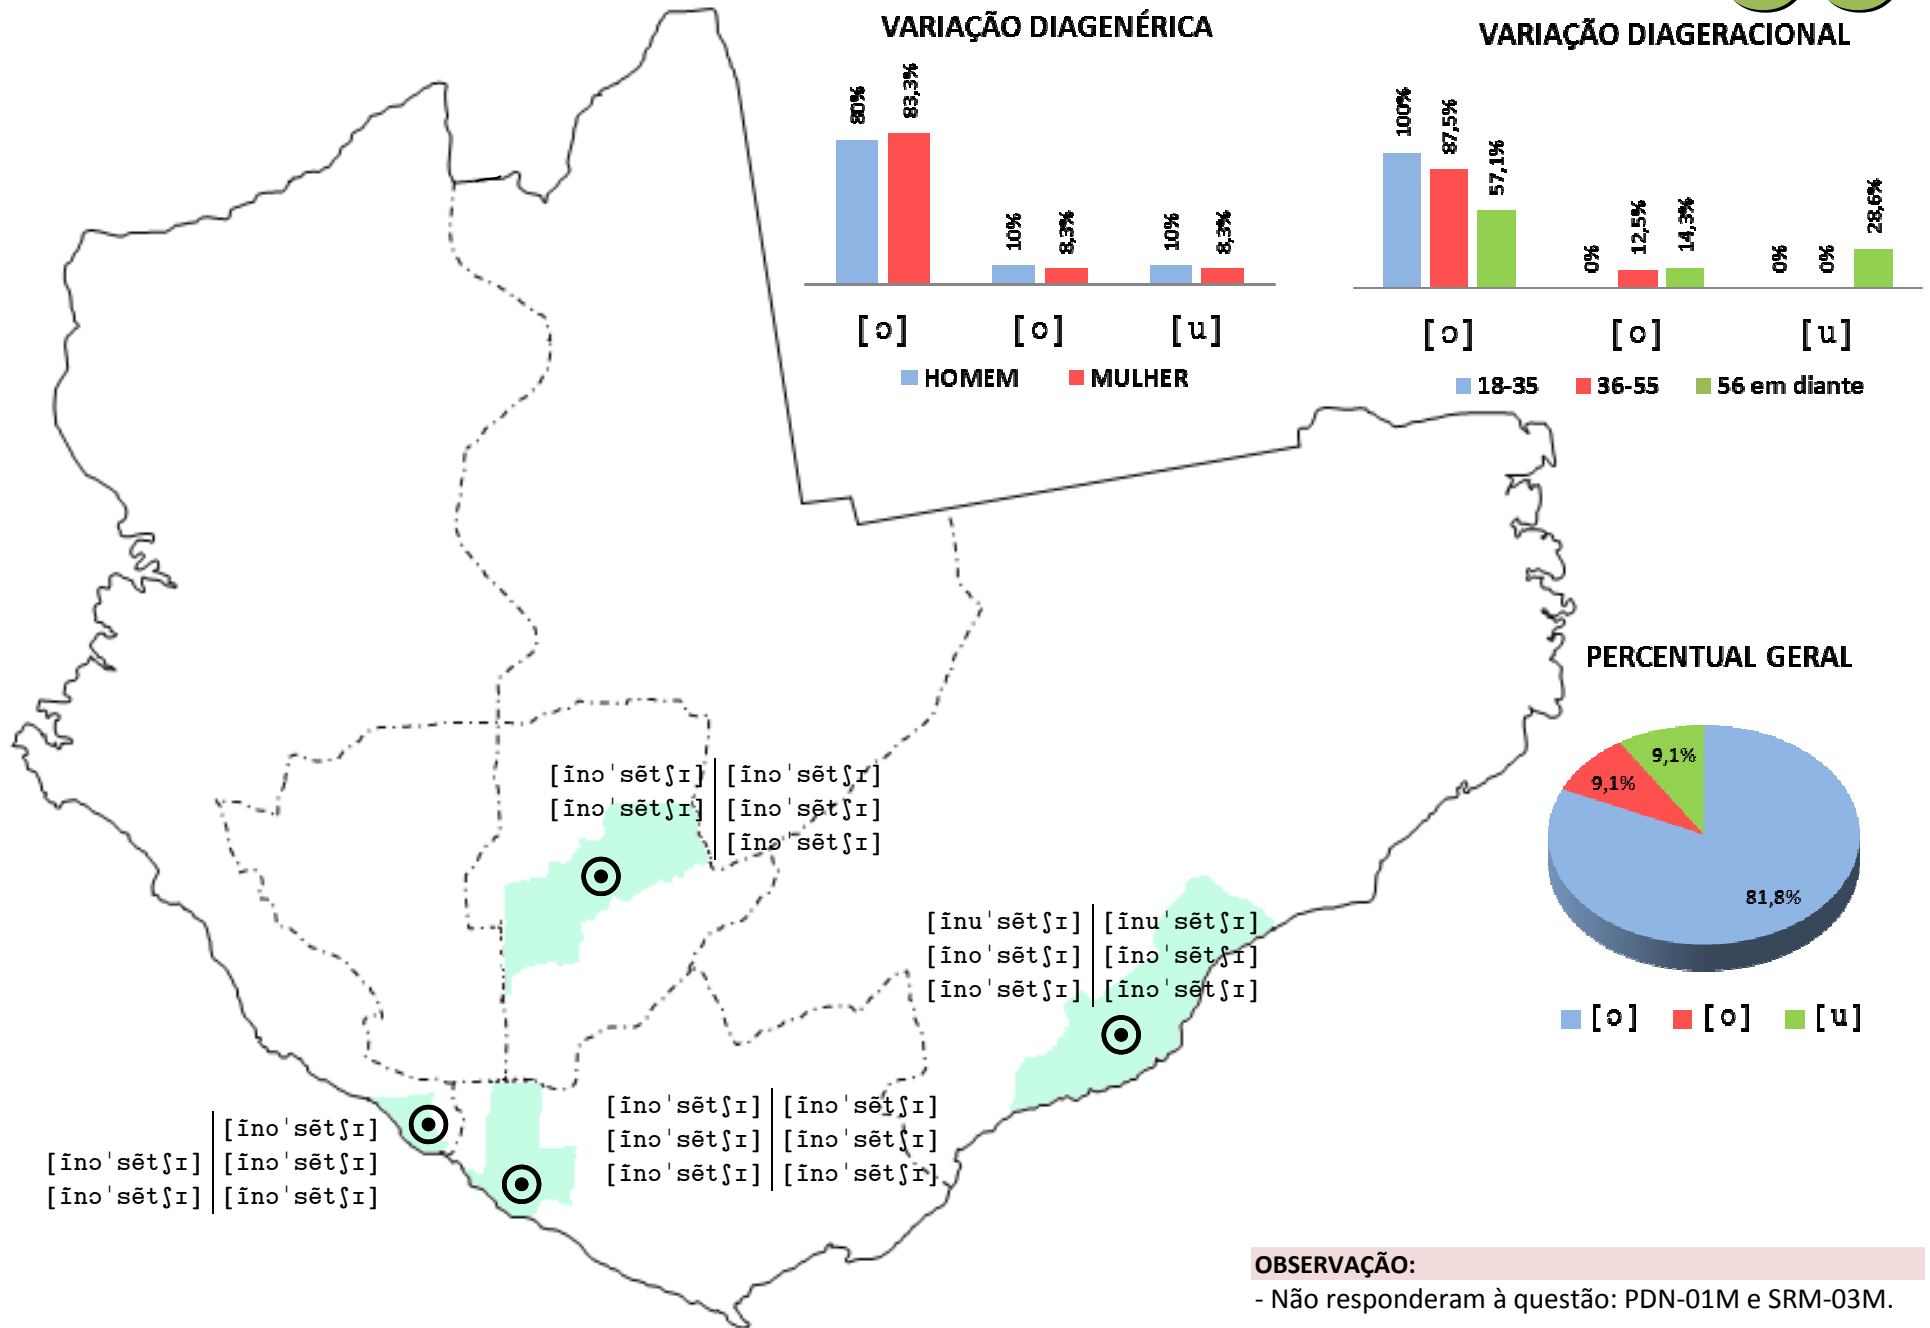 VARIAÇÃO DIAGENÉRICA
80%
83,3%
10%
8,3%
10%
8,3%
[ɔ] [o] [u]
HOMEM MULHER
VARIAÇÃO DIAGERACIONAL
100%
87,5%
57,1%
0%
12,5%
14,3%
0%
0%
28,6%
[ɔ] [o] [u]
18-35 36-55 56 em diante
PERCENTUAL GERAL
9,1%
9,1%
81,8%
[ɔ] [o] [u]
[ĩnɔˈsẽtʃɪ] [ĩnɔˈsẽtʃɪ]
[ĩnɔˈsẽtʃɪ] [ĩnɔˈsẽtʃɪ]
[ĩnɔˈsẽtʃɪ]
[ĩnuˈsẽtʃɪ] [ĩnuˈsẽtʃɪ]
[ĩnoˈsẽtʃɪ] [ĩnɔˈsẽtʃɪ]
[ĩnɔˈsẽtʃɪ] [ĩnɔˈsẽtʃɪ]
[ĩnɔˈsẽtʃɪ] [ĩnɔˈsẽtʃɪ]
[ĩnɔˈsẽtʃɪ] [ĩnɔˈsẽtʃɪ]
[ĩnɔˈsẽtʃɪ] [ĩnɔˈsẽtʃɪ]
[ĩnoˈsẽtʃɪ]
[ĩnɔˈsẽtʃɪ] [ĩnɔˈsẽtʃɪ]
[ĩnɔˈsẽtʃɪ] [ĩnɔˈsẽtʃɪ]
OBSERVAÇÃO:
- Não responderam à questão: PDN-01M e SRM-03M.